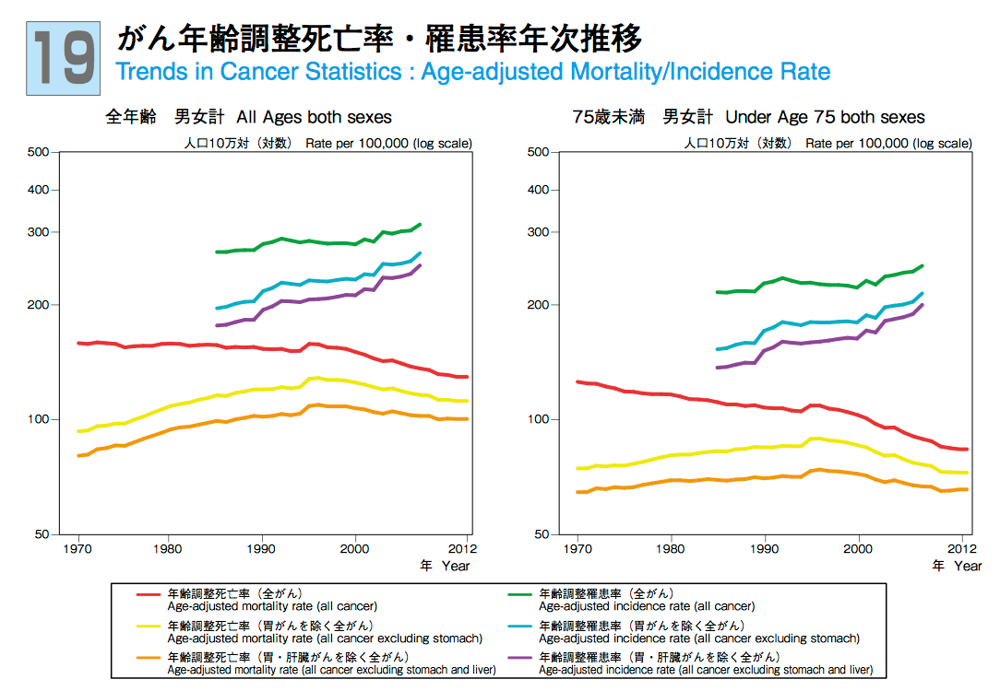 19
がん年齢調整死亡率・罹患率年次推移
Trends in Cancer Statistics : Age-adjusted Mortality/Incidence Rate
全年齢 男女計 All Ages both sexes
人口10万対（対数） Rate per 100,000 (log scale)
500
400
300
200
100
50
1970
1980
1990
2000
2012
年 Year
75歳未満 男女計 Under Age 75 both sexes
人口10万対（対数） Rate per 100,000 (log scale)
500
400
300
200
100
50
1970
1980
1990
2000
2012
年 Year
年齢調整死亡率（全がん）
Age-adjusted mortality rate (all cancer)
年齢調整死亡率（胃がんを除く全がん）
Age-adjusted mortality rate (all cancer excluding stomach)
年齢調整死亡率（胃・肝臓がんを除く全がん）
Age-adjusted mortality rate (all cancer excluding stomach and liver)
年齢調整罹患率（全がん）
Age-adjusted incidence rate (all cancer)
年齢調整罹患率（胃がんを除く全がん）
Age-adjusted incidence rate (all cancer excluding stomach)
年齢調整罹患率（胃・肝臓がんを除く全がん）
Age-adjusted incidence rate (all cancer excluding stomach and liver)